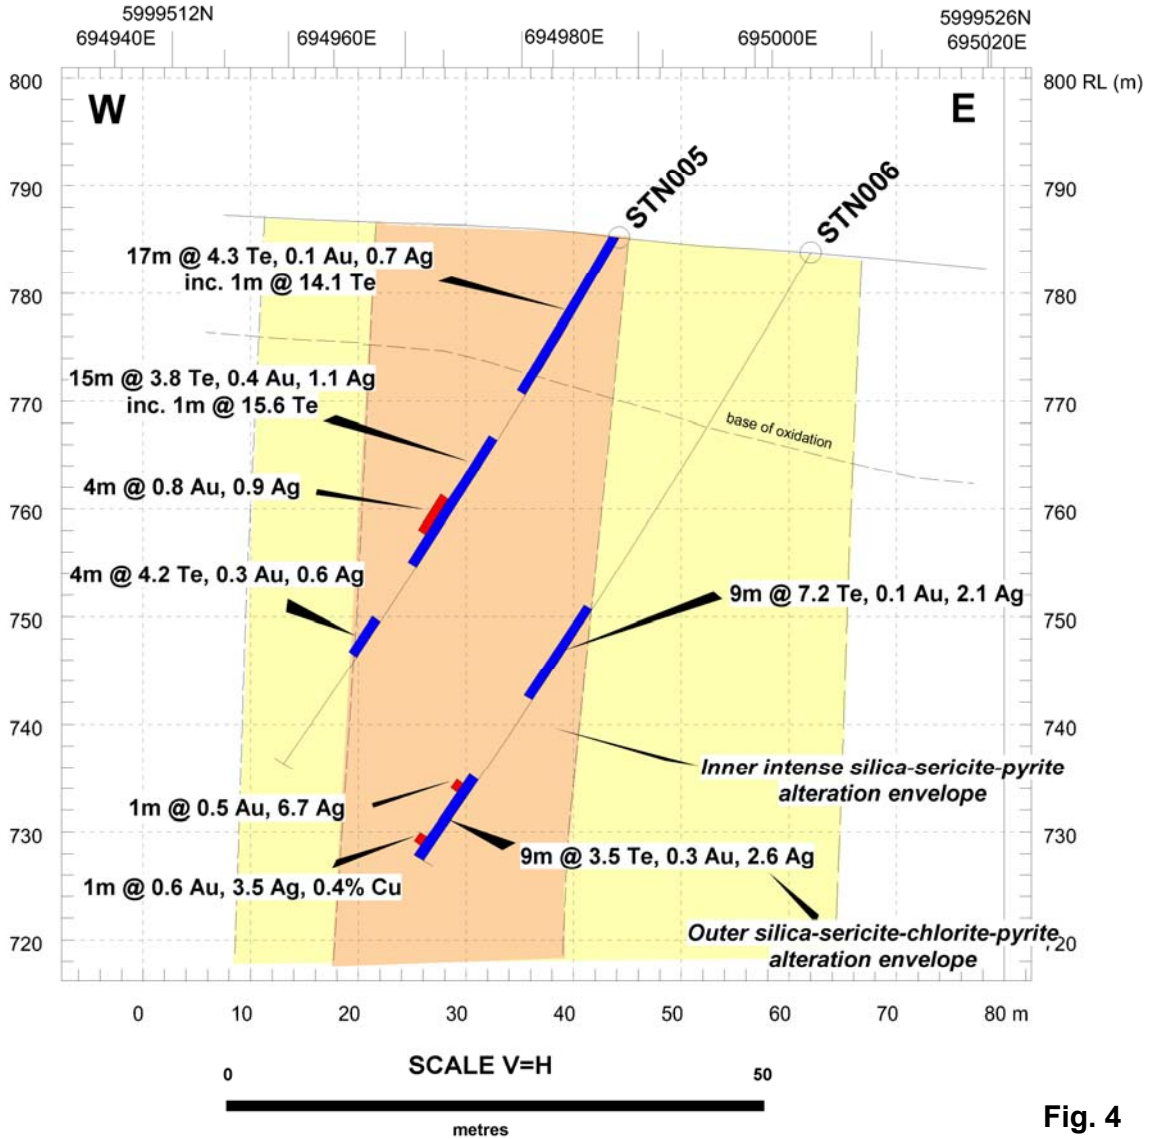 5999512N
5999526N
694940E
694960E
694980E
695000E
695020E
800
800 RL (m)
W
E
STN005
STN006
790
790
17m @ 4.3 Te, 0.1 Au, 0.7 Ag
inc. 1m @ 14.1 Te
780
780
base of oxidation
15m @ 3.8 Te, 0.4 Au, 1.1 Ag
inc. 1m @ 15.6 Te
770
770
4m @ 0.8 Au, 0.9 Ag
760
760
4m @ 4.2 Te, 0.3 Au, 0.6 Ag
9m @ 7.2 Te, 0.1 Au, 2.1 Ag
750
750
740
740
Inner intense silica-sericite-pyrite
alteration envelope
1m @ 0.5 Au, 6.7 Ag
730
730
9m @ 3.5 Te, 0.3 Au, 2.6 Ag
1m @ 0.6 Au, 3.5 Ag, 0.4% Cu
Outer silica-sericite-chlorite-pyrite
alteration envelope
720
20
0
10
20
30
40
50
60
70
80 m
SCALE V=H
0
50
metres
Fig. 4